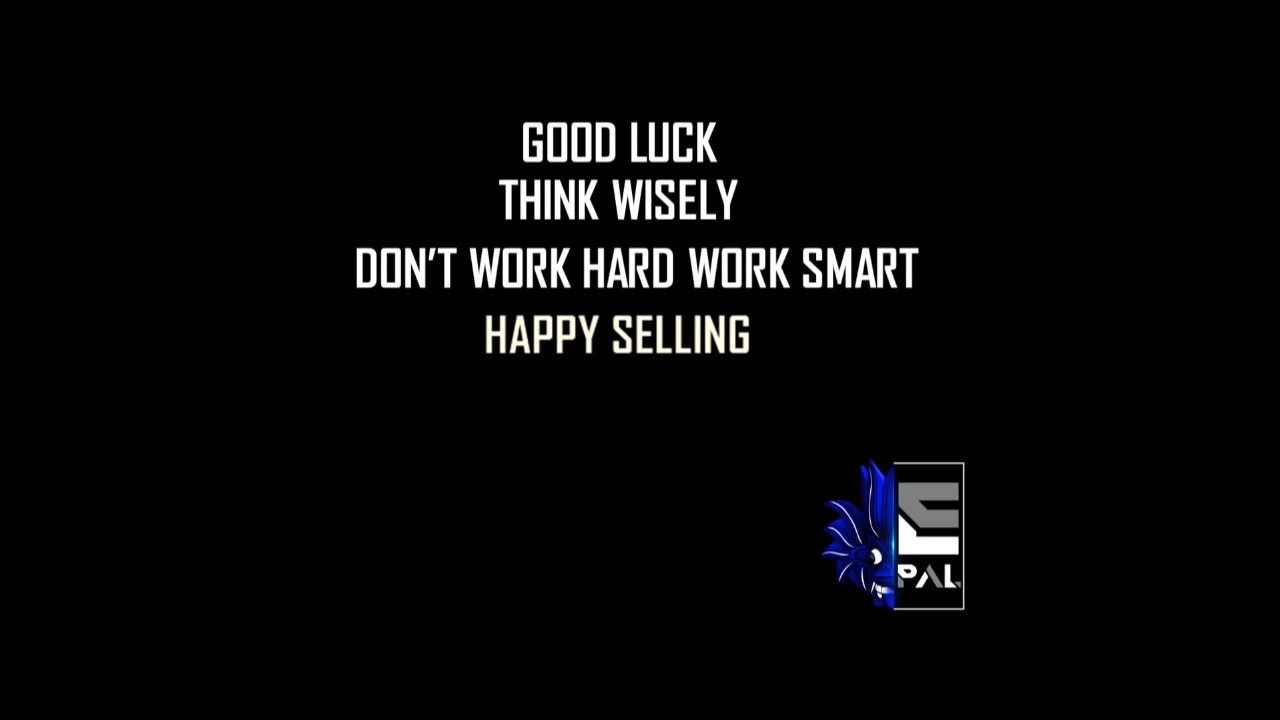 GOOD LUCK
THINK WISELY
DON'T WORK HARD WORK SMART
HAPPY SELLING
E
PAL